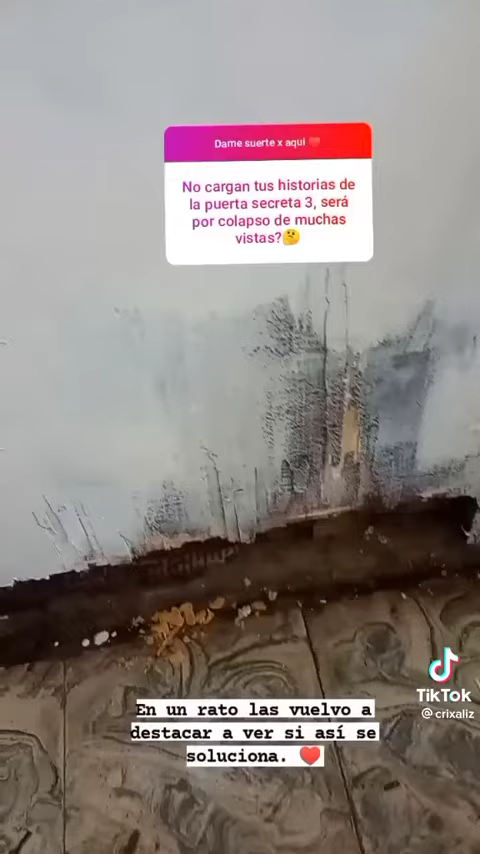 Dame suerte x aqui ❤️
No cargan tus historias de
la puerta secreta 3, será
por colapso de muchas
vistas?🤔
En un rato las vuelvo a
destacar a ver si así se
soluciona. ❤️
TikTok
@crixaliz